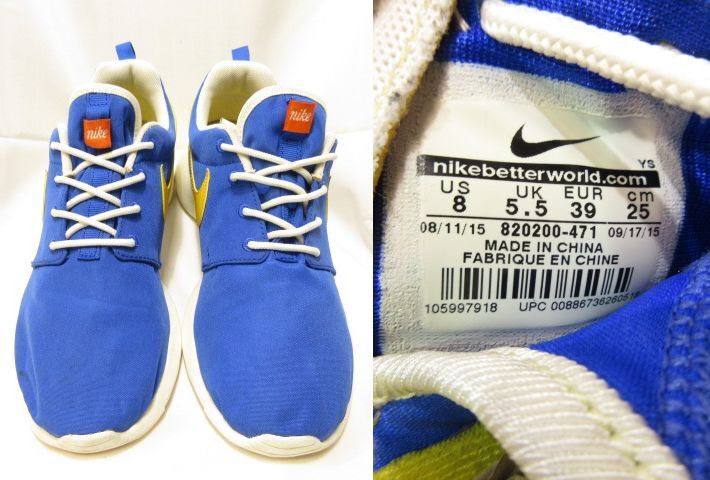 nike
nike
YS
nikebetterworld.com
US UK EUR cm
8 5.5 39 25
08/11/15 820200-471 09/17/15
MADE IN CHINA
FABRIQUE EN CHINE
105997918 UPC